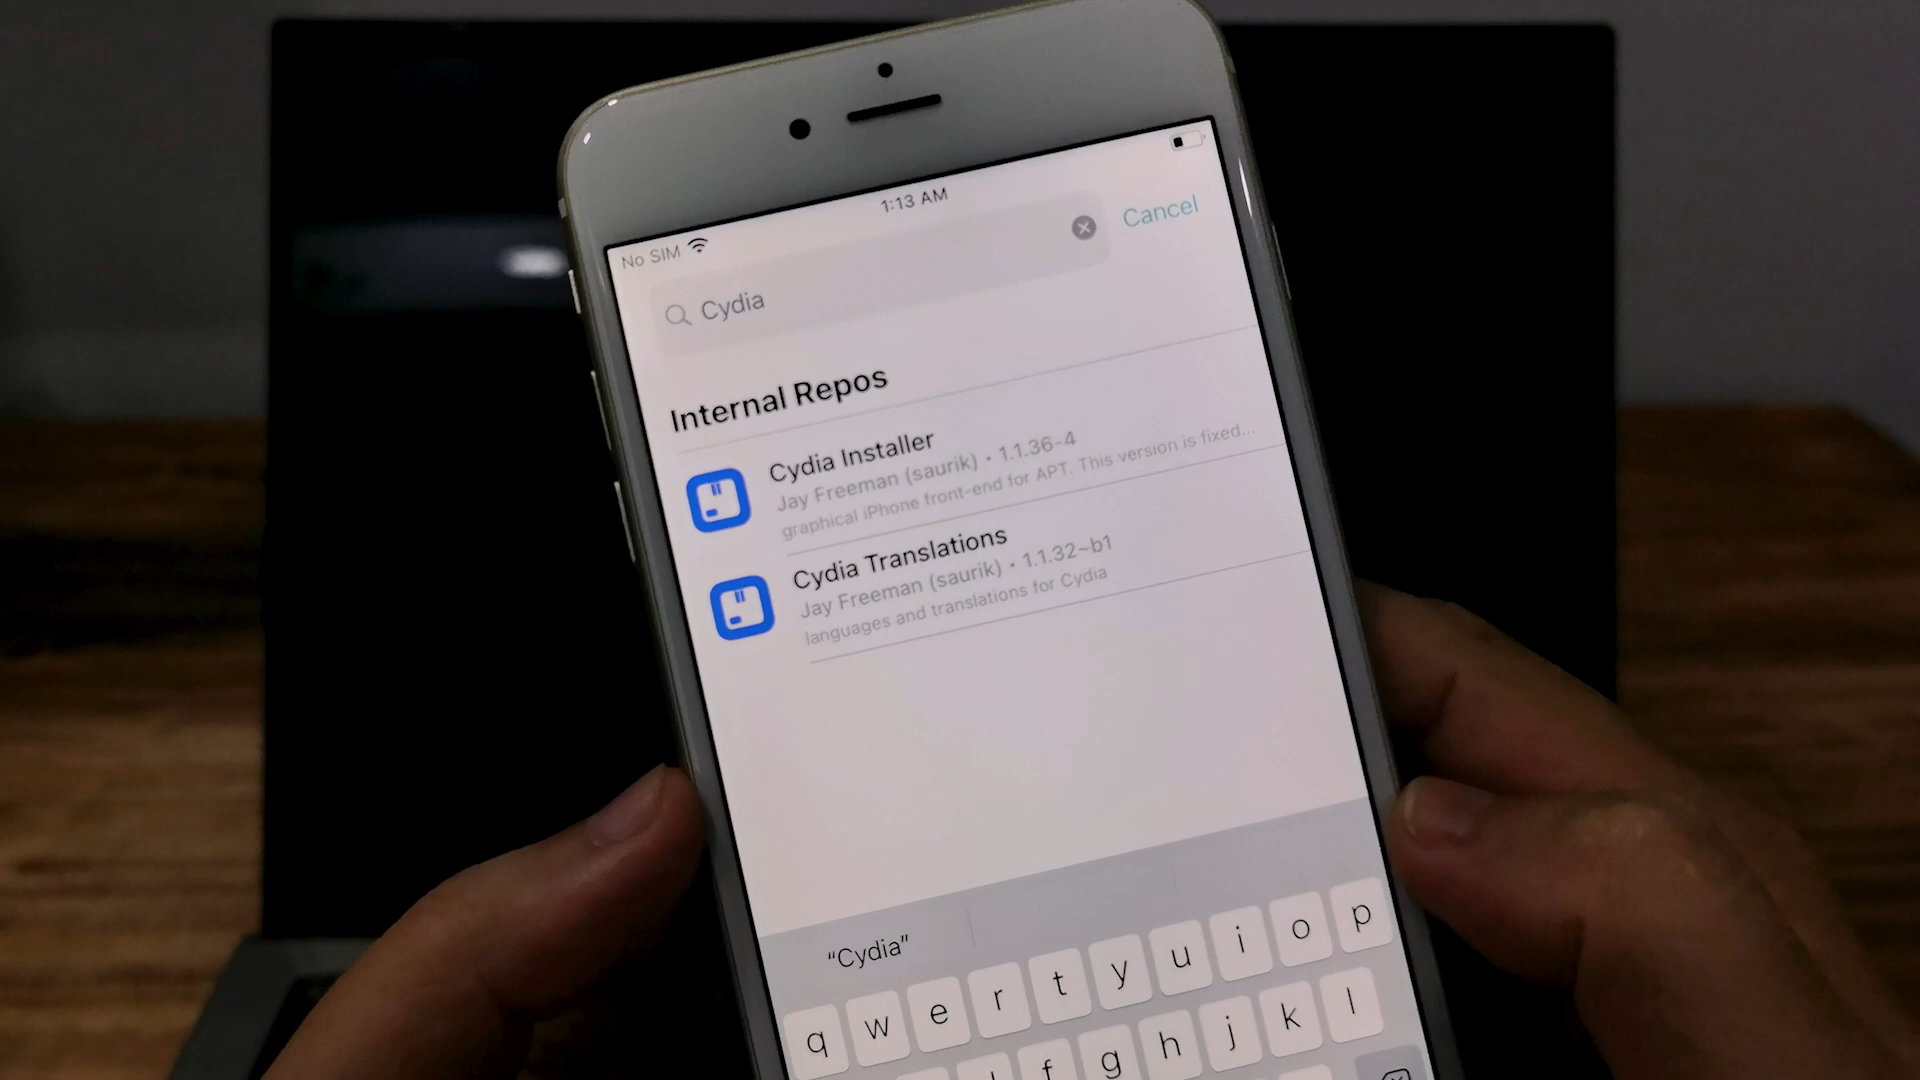 No SIM 1:13 AM
Cydia Cancel
Internal Repos
Cydia Installer
Jay Freeman (saurik) • 1.1.36-4
graphical iPhone front-end for APT. This version is fixed...
Cydia Translations
Jay Freeman (saurik) • 1.1.32~b1
languages and translations for Cydia
“Cydia”
q w e r t y u i o p
f g h j k l